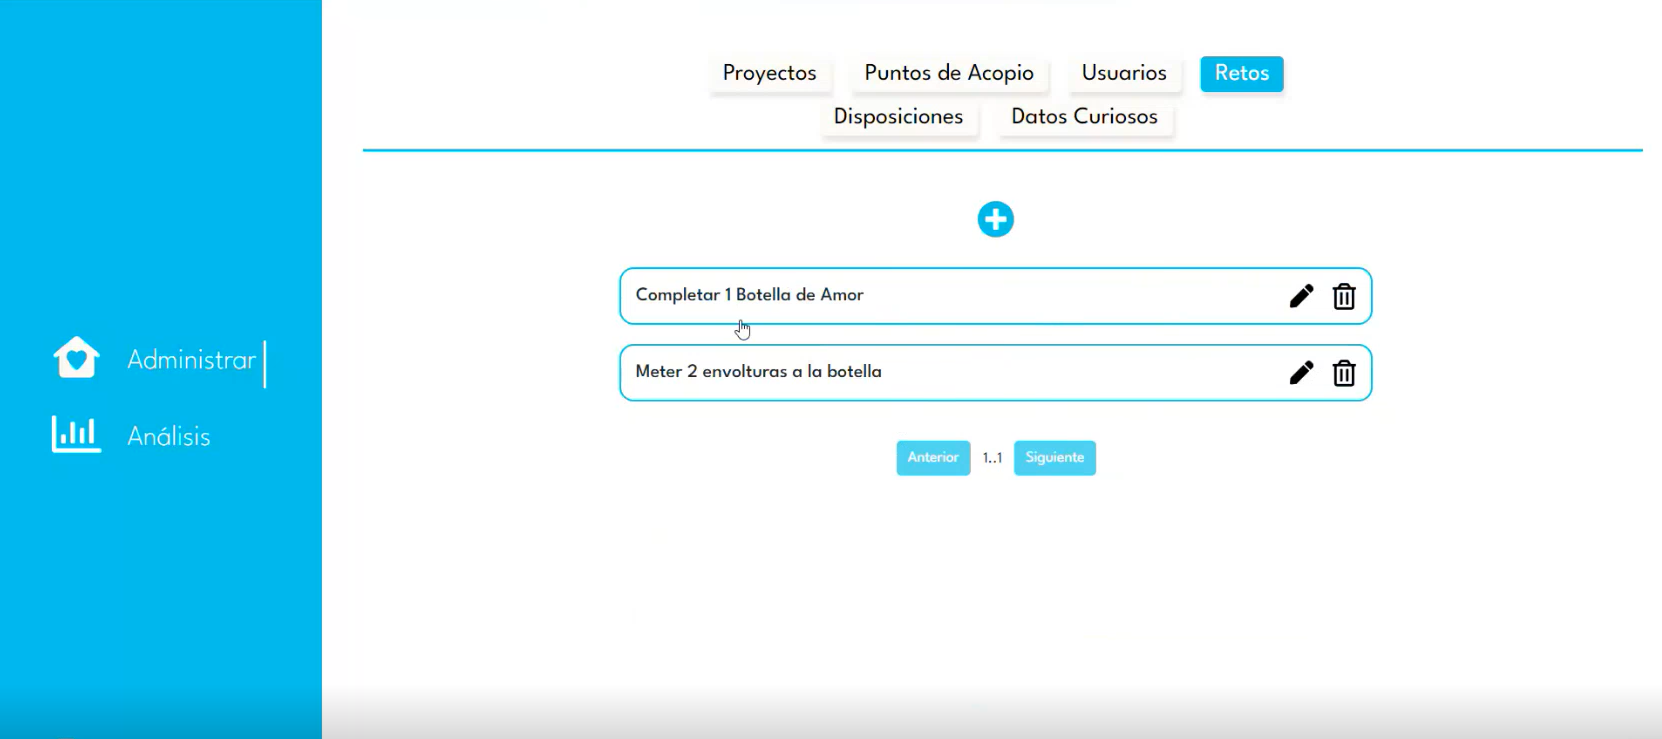 Proyectos Puntos de Acopio Usuarios Retos
Disposiciones Datos Curiosos
Completar 1 Botella de Amor
Meter 2 envolturas a la botella
Anterior 1..1 Siguiente
Administrar
Análisis